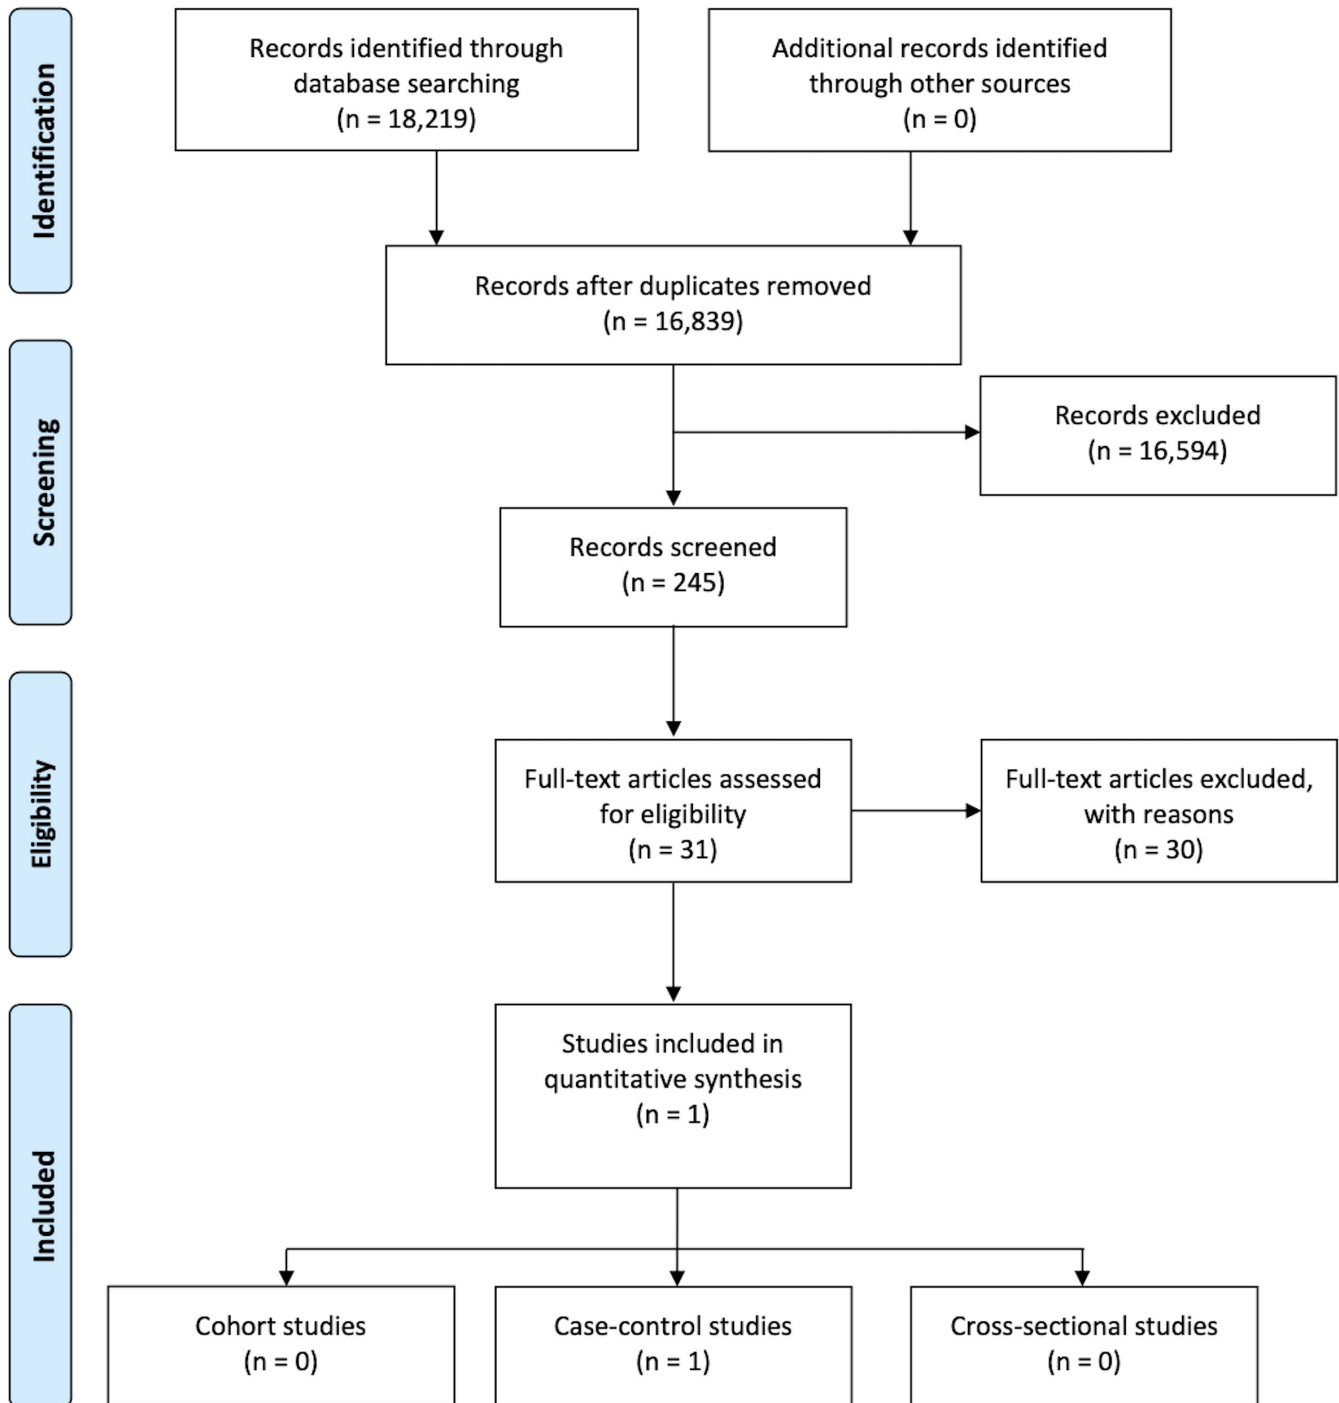 Identification
Records identified through
database searching
(n = 18,219)
Additional records identified
through other sources
(n = 0)
Records after duplicates removed
(n = 16,839)
Screening
Records excluded
(n = 16,594)
Records screened
(n = 245)
Eligibility
Full-text articles assessed
for eligibility
(n = 31)
Full-text articles excluded,
with reasons
(n = 30)
Included
Studies included in
quantitative synthesis
(n = 1)
Cohort studies
(n = 0)
Case-control studies
(n = 1)
Cross-sectional studies
(n = 0)